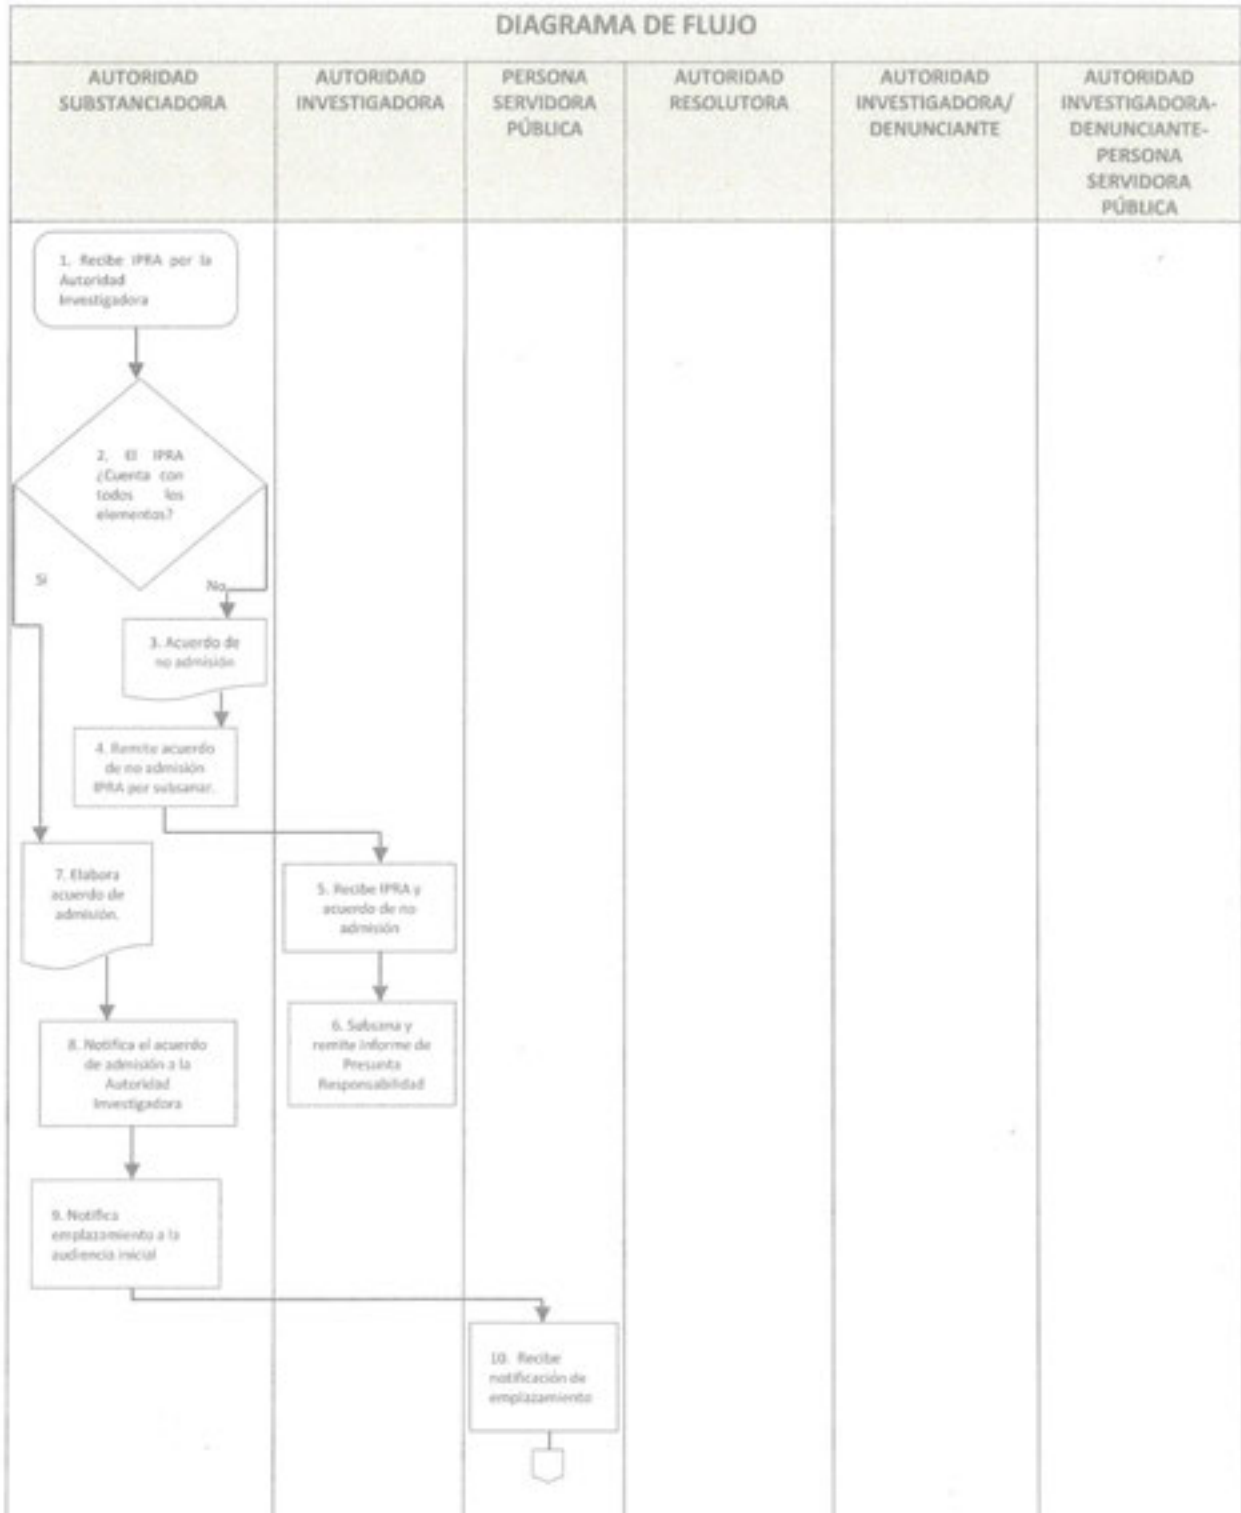 DIAGRAMA DE FLUJO
AUTORIDAD
SUBSTANCIADORA
AUTORIDAD
INVESTIGADORA
PERSONA
SERVIDORA
PÚBLICA
AUTORIDAD
RESOLUTORA
AUTORIDAD
INVESTIGADORA/
DENUNCIANTE
AUTORIDAD
INVESTIGADORA-
DENUNCIANTE-
PERSONA
SERVIDORA
PÚBLICA
1. Recibe IPRA por la
Autoridad
Investigadora
2. El IPRA
¿Cuenta con
todos los
elementos?
Si
No
3. Acuerdo de
no admisión
4. Remite acuerdo
de no admisión
IPRA por subsanar.
5. Recibe IPRA y
acuerdo de no
admisión
6. Subsana y
remite Informe de
Presunta
Responsabilidad
7. Elabora
acuerdo de
admisión.
8. Notifica el acuerdo
de admisión a la
Autoridad
Investigadora
9. Notifica
emplazamiento a la
audiencia inicial
10. Recibe
notificación de
emplazamiento